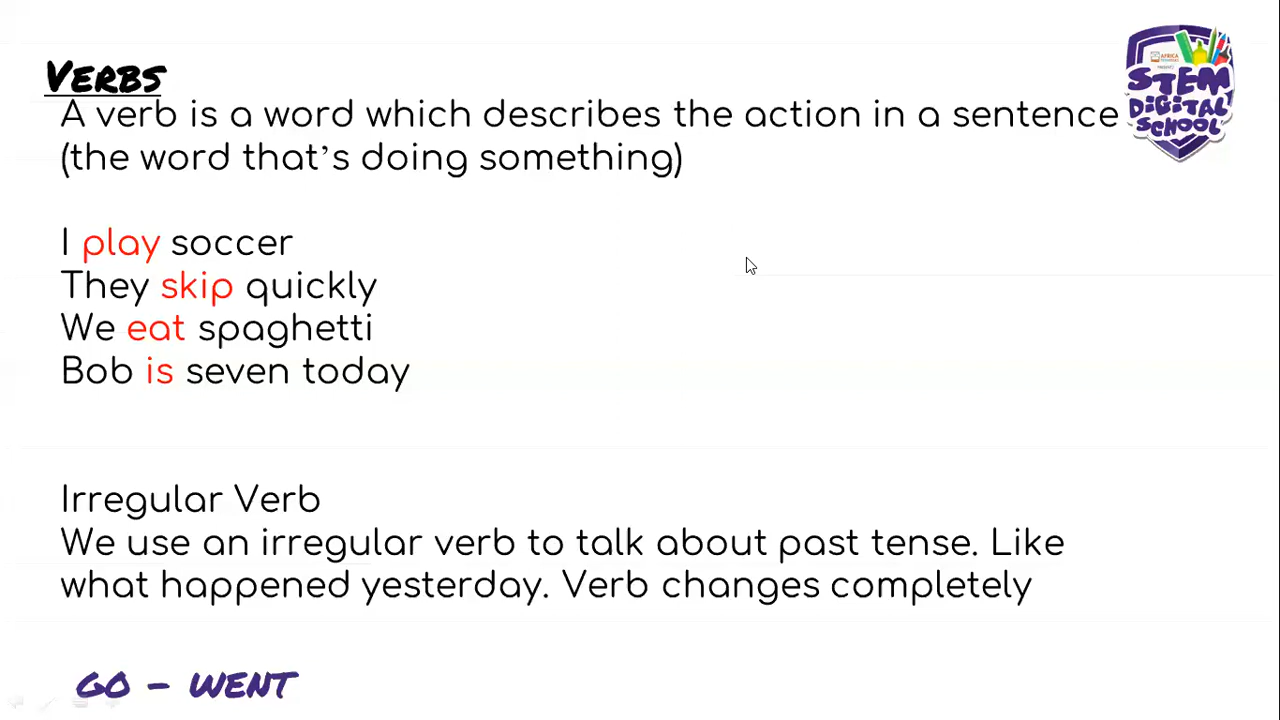 VERBS
A verb is a word which describes the action in a sentence
(the word that's doing something)
I play soccer
They skip quickly
We eat spaghetti
Bob is seven today
Irregular Verb
We use an irregular verb to talk about past tense. Like
what happened yesterday. Verb changes completely
GO – WENT
AFRICA
STEM
DIGITAL
SCHOOL